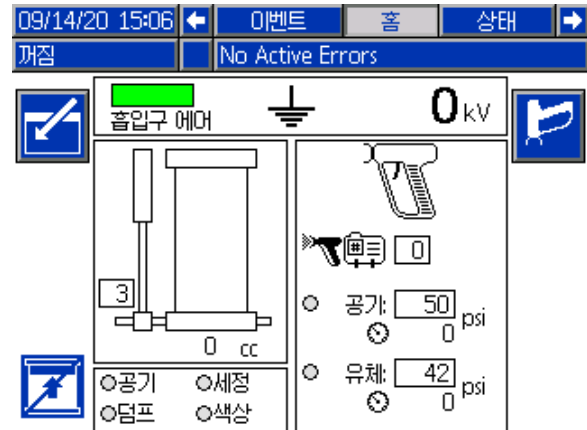 09/14/20 15:06 이벤트 홈 상태
꺼짐 No Active Errors
흡입구 에어 0 kV
# 0
3
공기: 50 psi
0
0 cc
유체: 42 psi
0
공기 세정
덤프 색상